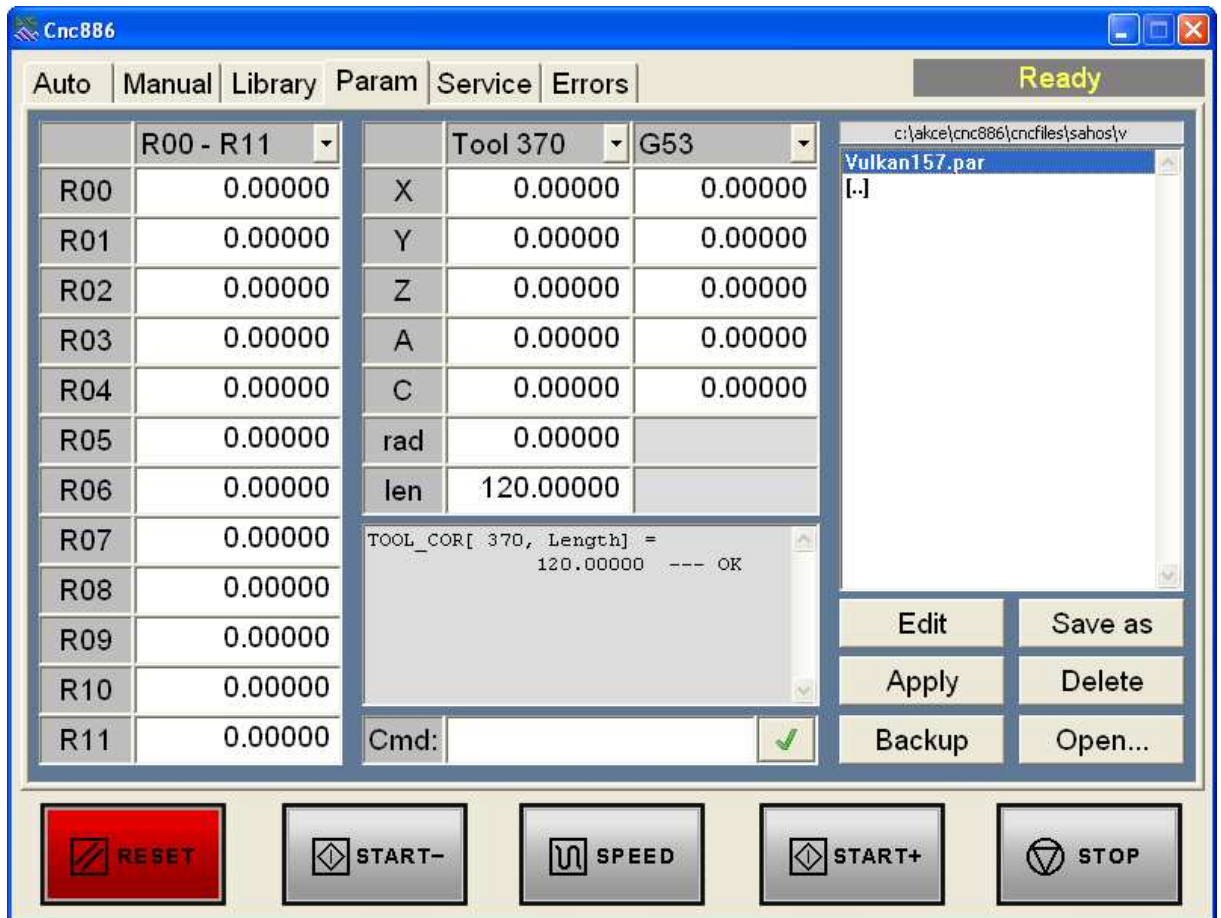 Cnc886
Auto Manual Library Param Service Errors Ready
R00 - R11 Tool 370 G53 c:\akce\cnc886\cncfiles\sahos\v
Vulkan157.par
R00 0.00000 X 0.00000 0.00000 [..]
R01 0.00000 Y 0.00000 0.00000
R02 0.00000 Z 0.00000 0.00000
R03 0.00000 A 0.00000 0.00000
R04 0.00000 C 0.00000 0.00000
R05 0.00000 rad 0.00000
R06 0.00000 len 120.00000
R07 0.00000 TOOL_COR[ 370, Length] =
120.00000 --- OK
R08 0.00000
R09 0.00000 Edit Save as
R10 0.00000 Apply Delete
R11 0.00000 Cmd: Backup Open...
RESET START- SPEED START+ STOP